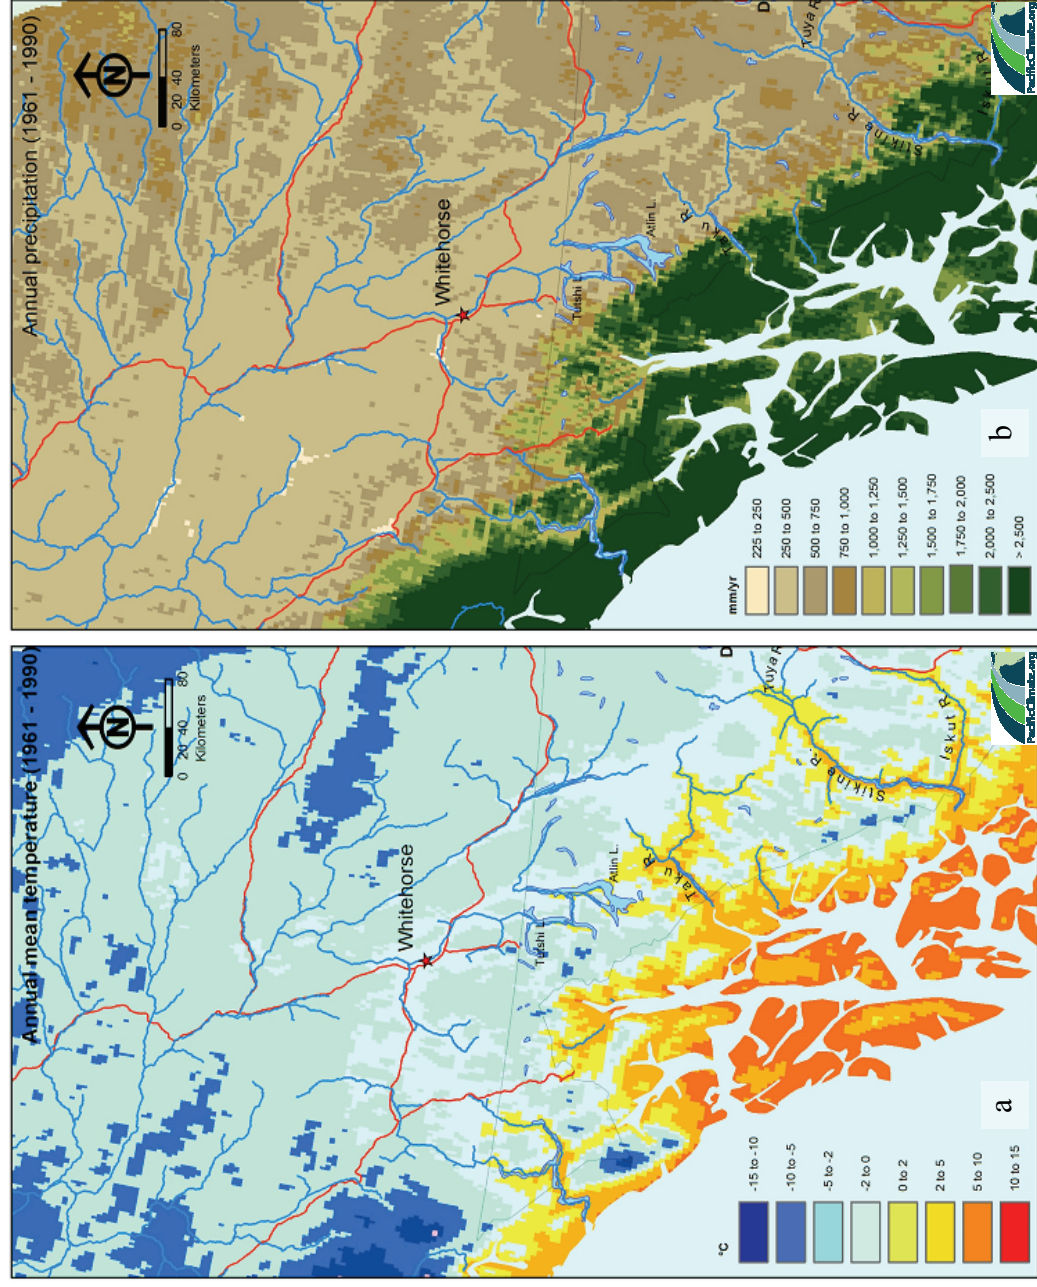 Annual precipitation (1961 - 1990)
N
0 20 40 80
Kilometers
Whitehorse
Atlin L.
Tutshi L
Taku R.
Stikine R.
Tuya R
Iskut R.
D
PacificClimate.org
b
mm/yr
225 to 250
250 to 500
500 to 750
750 to 1,000
1,000 to 1,250
1,250 to 1,500
1,500 to 1,750
1,750 to 2,000
2,000 to 2,500
> 2,500
Annual mean temperature (1961 - 1990)
N
0 20 40 80
Kilometers
Whitehorse
Atlin L.
Tutshi L
Taku R.
Stikine R.
Tuya R
Iskut R.
D
PacificClimate.org
a
°C
-15 to -10
-10 to -5
-5 to -2
-2 to 0
0 to 2
2 to 5
5 to 10
10 to 15